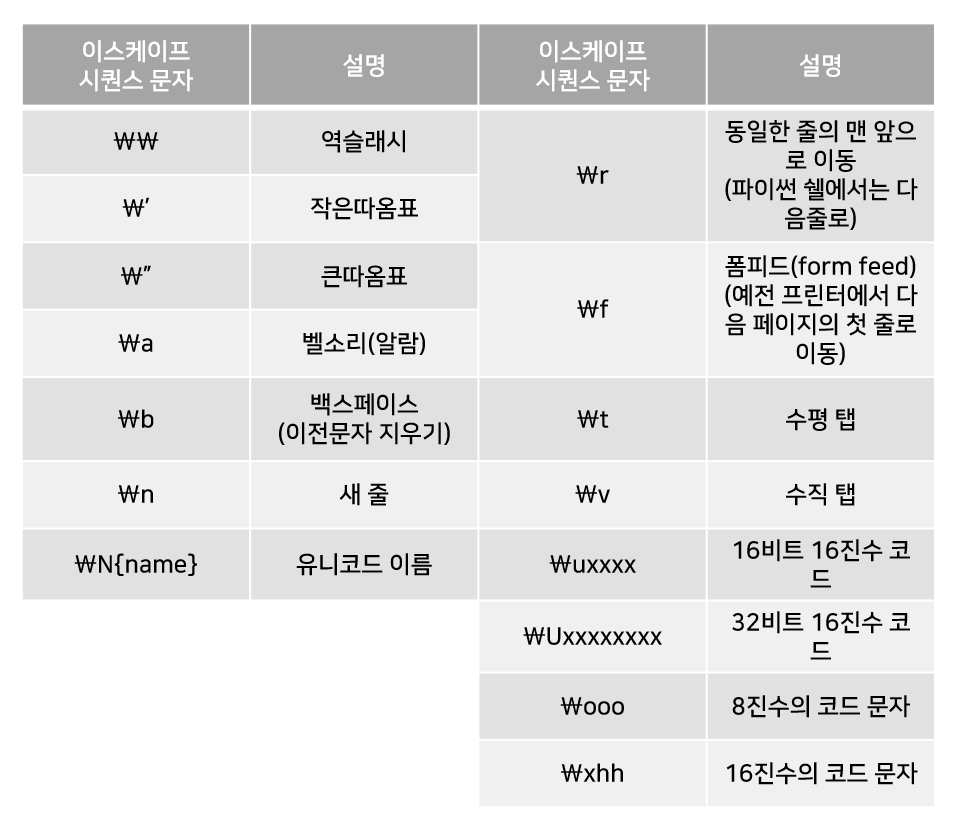 이스케이프
시퀀스 문자
설명
이스케이프
시퀀스 문자
설명
₩₩
역슬래시
₩r
동일한 줄의 맨 앞으
로 이동
(파이썬 쉘에서는 다
음줄로)
₩’
작은따옴표
₩”
큰따옴표
₩f
폼피드(form feed)
(예전 프린터에서 다
음 페이지의 첫 줄로
이동)
₩a
벨소리(알람)
₩b
백스페이스
(이전문자 지우기)
₩t
수평 탭
₩n
새 줄
₩v
수직 탭
₩N{name}
유니코드 이름
₩uxxxx
16비트 16진수 코
드
₩Uxxxxxxxx
32비트 16진수 코
드
₩ooo
8진수의 코드 문자
₩xhh
16진수의 코드 문자